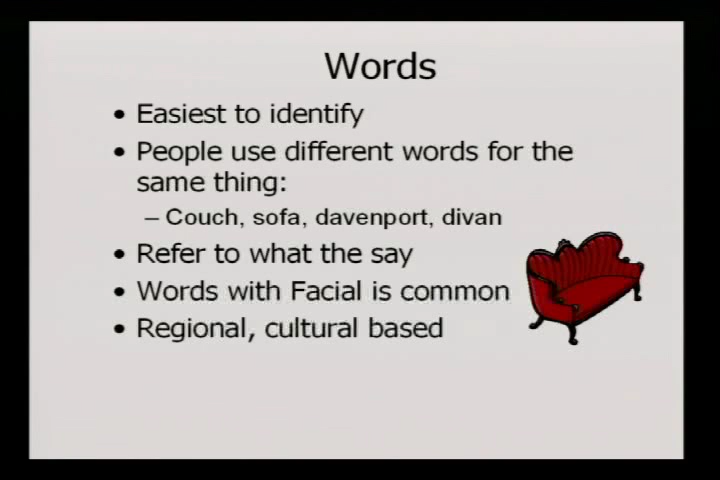 Words
• Easiest to identify
• People use different words for the
same thing:
– Couch, sofa, davenport, divan
• Refer to what the say
• Words with Facial is common
• Regional, cultural based